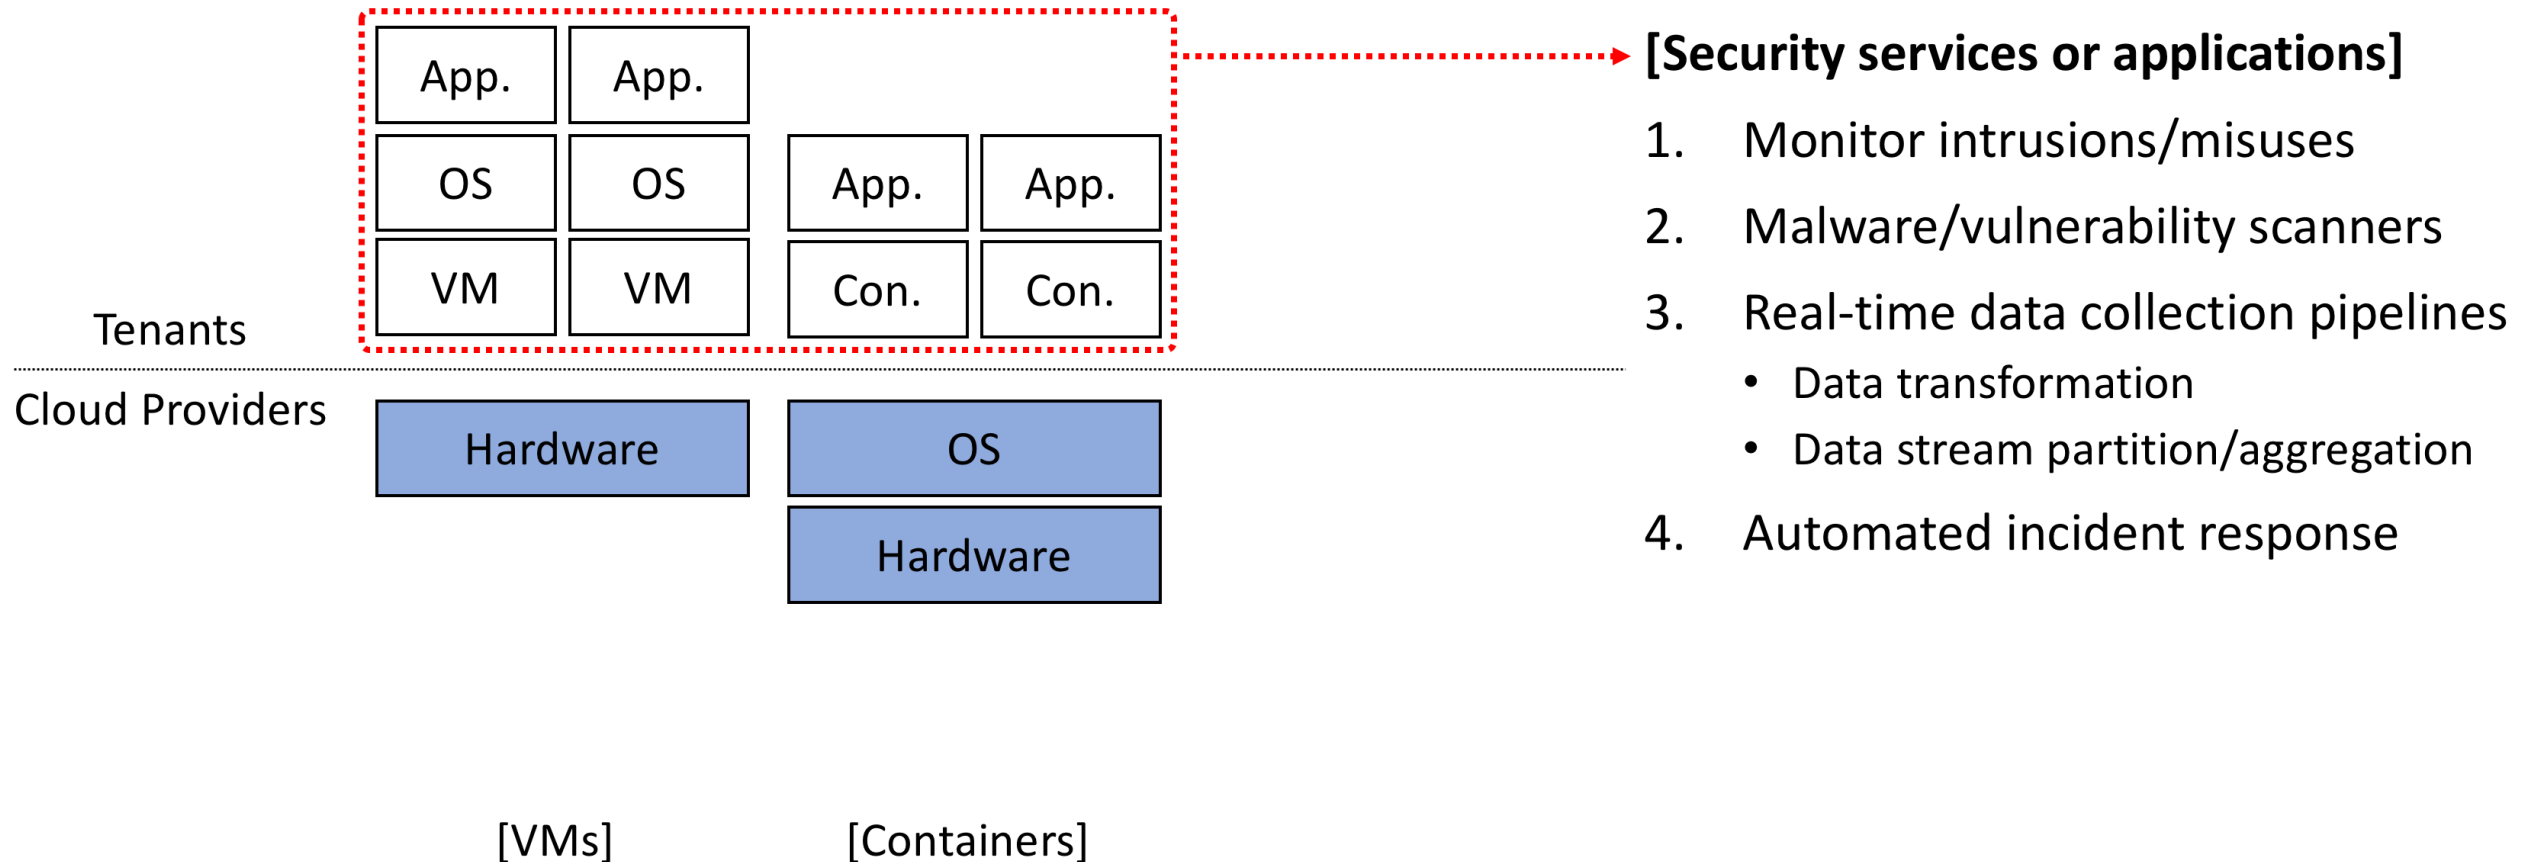 App. App.
OS OS App. App.
VM VM Con. Con.
Tenants
Cloud Providers
Hardware OS
Hardware
[VMs] [Containers]
[Security services or applications]
1. Monitor intrusions/misuses
2. Malware/vulnerability scanners
3. Real-time data collection pipelines
• Data transformation
• Data stream partition/aggregation
4. Automated incident response